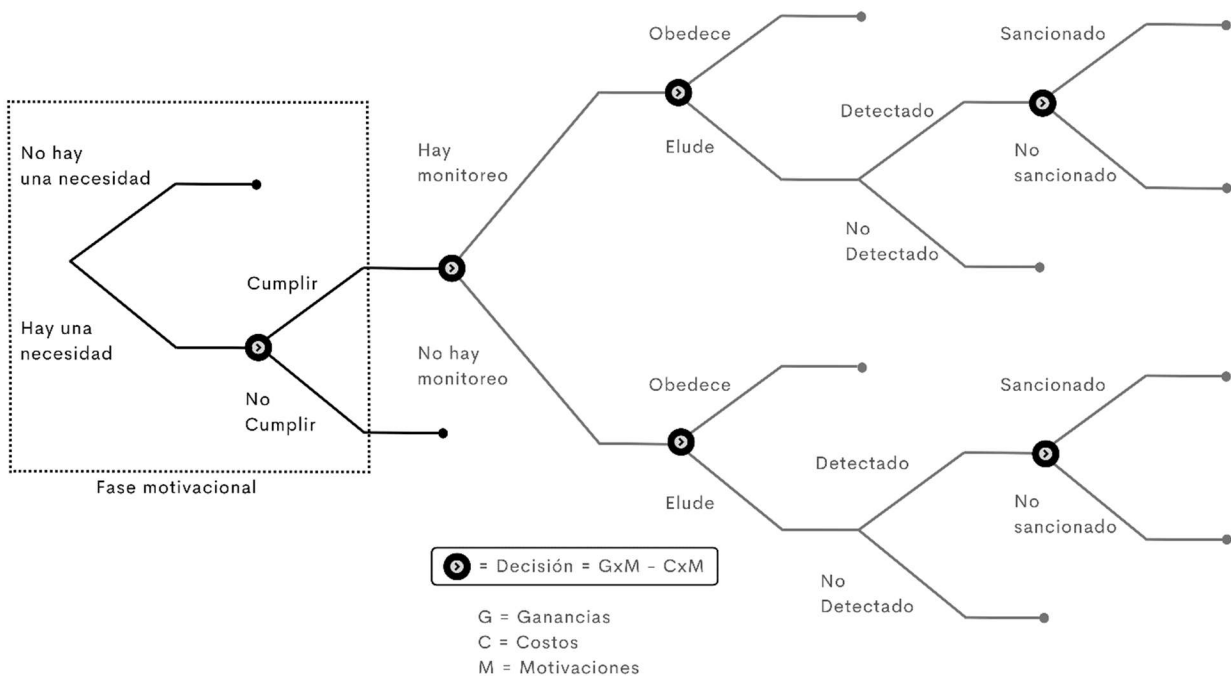 Obedece
Sancionado
Detectado
Hay
monitoreo
Elude
No
sancionado
No hay
una necesidad
No
Detectado
Cumplir
Hay una
necesidad
No hay
monitoreo
Obedece
Sancionado
No
Cumplir
Detectado
Elude
No
sancionado
Fase motivacional
= Decisión = GxM - CxM
No
Detectado
G = Ganancias
C = Costos
M = Motivaciones